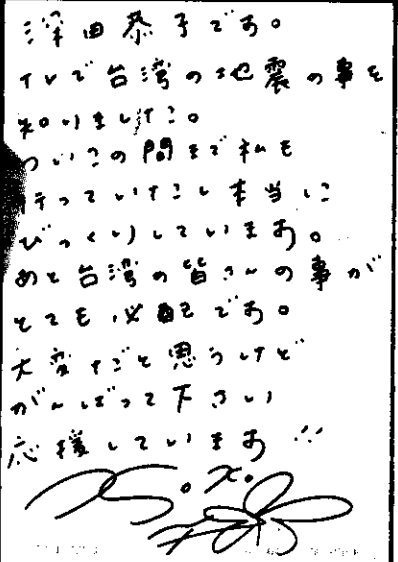 深田恭子です。
TVで台湾の地震の事を
知りました。
ついこの間まで私も
行っていたし本当に
びっくりしています。
あと台湾の皆さんの事が
とても心配です。
大変だと思うけど
がんばって下さい
応援しています